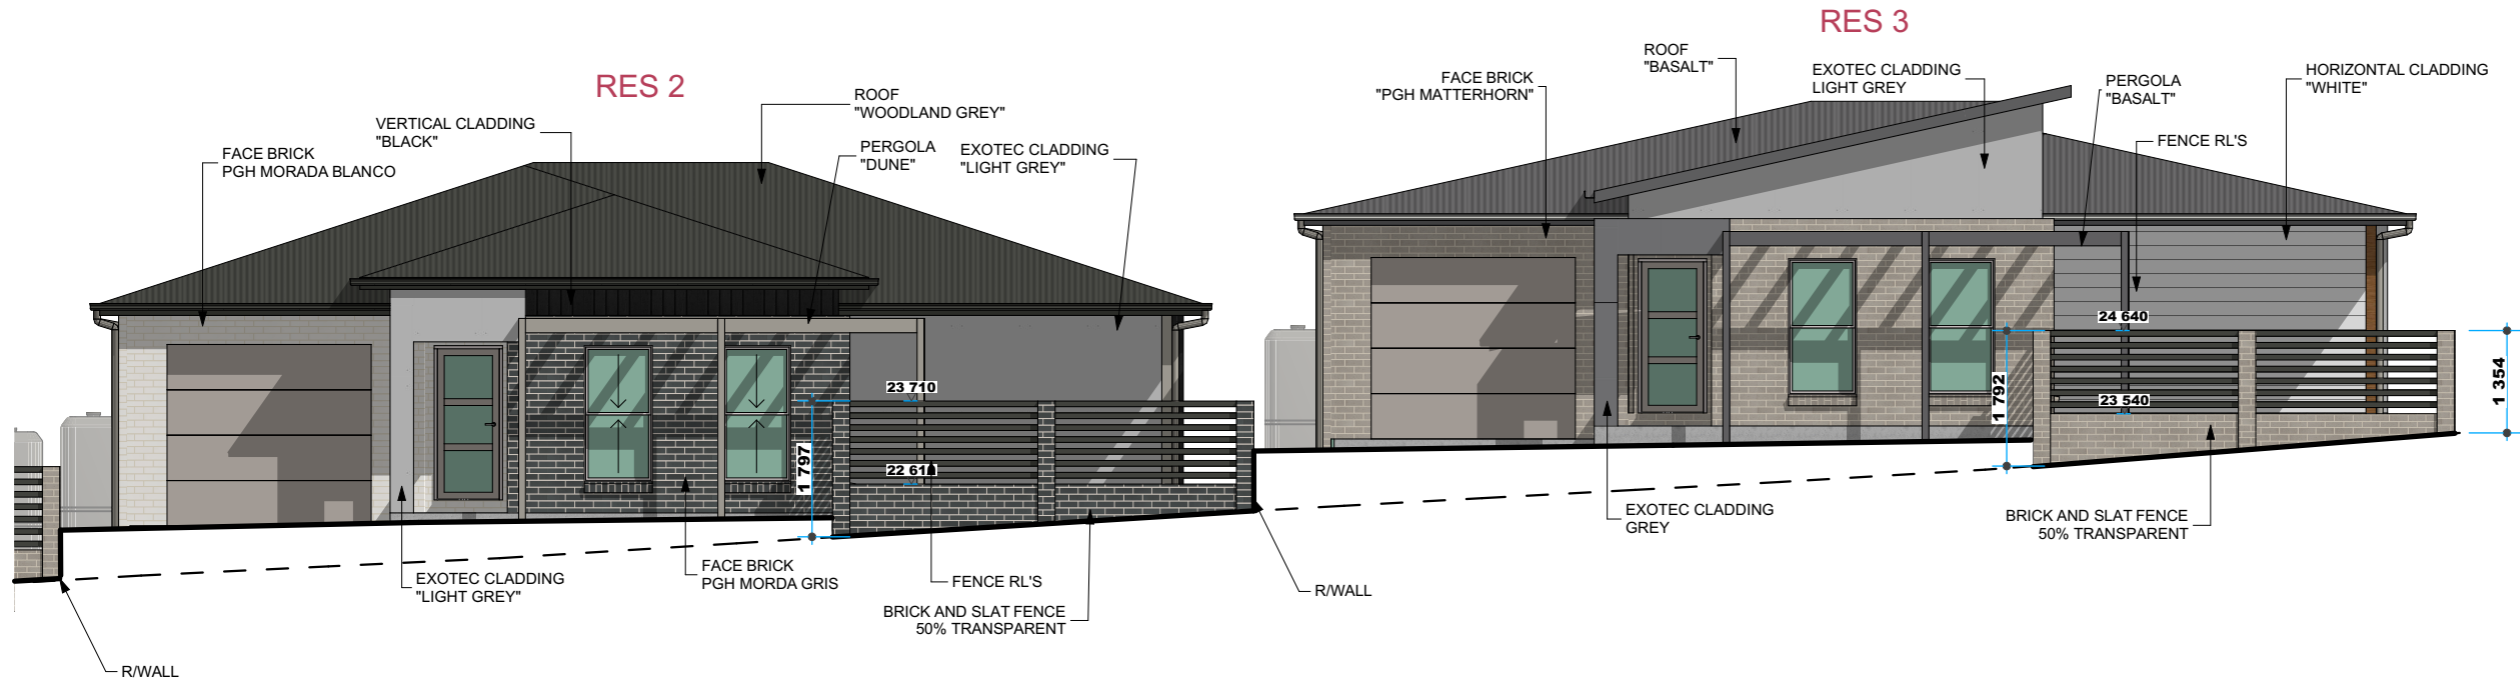 RES 2
FACE BRICK
PGH MORADA BLANCO
VERTICAL CLADDING
"BLACK"
ROOF
"WOODLAND GREY"
PERGOLA
"DUNE"
EXOTEC CLADDING
"LIGHT GREY"
23 710
22 610
1 797
EXOTEC CLADDING
"LIGHT GREY"
FACE BRICK
PGH MORDA GRIS
FENCE RL'S
BRICK AND SLAT FENCE
50% TRANSPARENT
R/WALL
RES 3
FACE BRICK
"PGH MATTERHORN"
ROOF
"BASALT"
EXOTEC CLADDING
LIGHT GREY
PERGOLA
"BASALT"
HORIZONTAL CLADDING
"WHITE"
FENCE RL'S
24 640
23 540
1 792
1 354
EXOTEC CLADDING
GREY
BRICK AND SLAT FENCE
50% TRANSPARENT
R/WALL